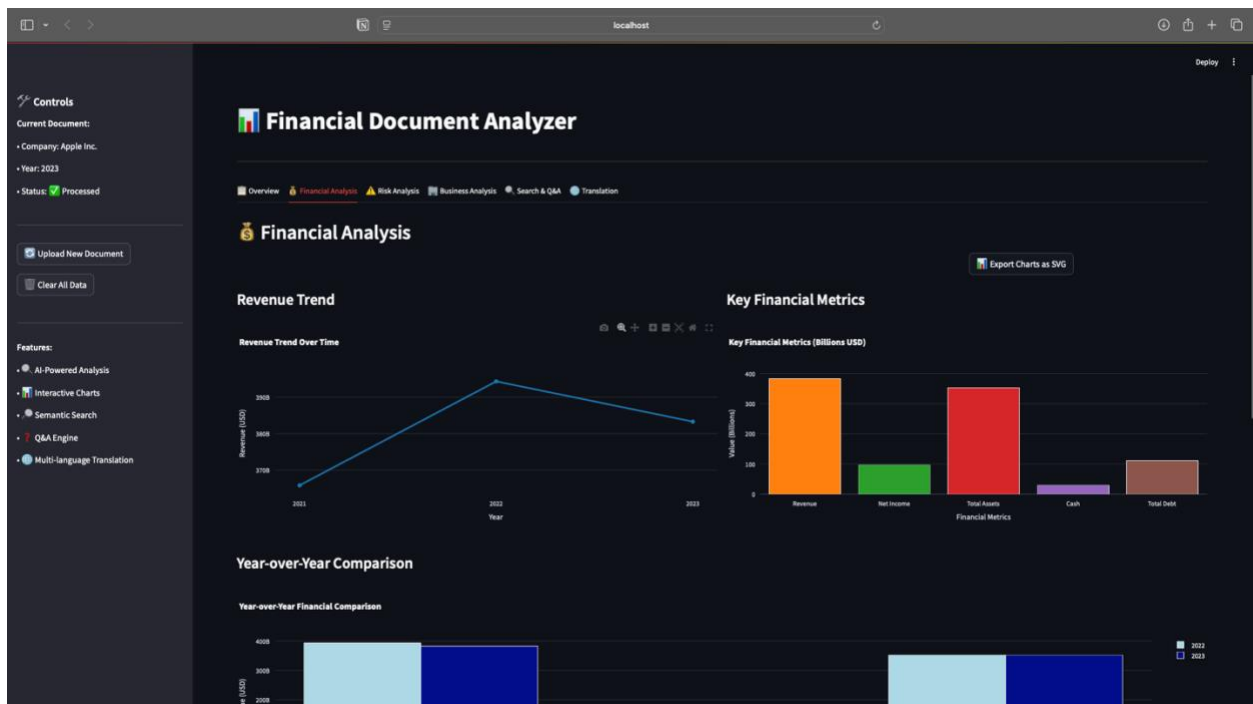 localhost
Deploy
Controls
Current Document:
• Company: Apple Inc.
• Year: 2023
• Status: Processed
Upload New Document
Clear All Data
Features:
• AI-Powered Analysis
• Interactive Charts
• Semantic Search
• Q&A Engine
• Multi-language Translation
Financial Document Analyzer
Overview Financial Analysis Risk Analysis Business Analysis Search & Q&A Translation
Financial Analysis
Export Charts as SVG
Revenue Trend
Revenue Trend Over Time
Revenue (USD)
390B
380B
370B
2021 2022 2023
Year
Key Financial Metrics
Key Financial Metrics (Billions USD)
Value (Billions)
400
300
200
100
0
Revenue Net Income Total Assets Cash Total Debt
Financial Metrics
Year-over-Year Comparison
Year-over-Year Financial Comparison
400B
300B
200B
(USD)
2022
2023